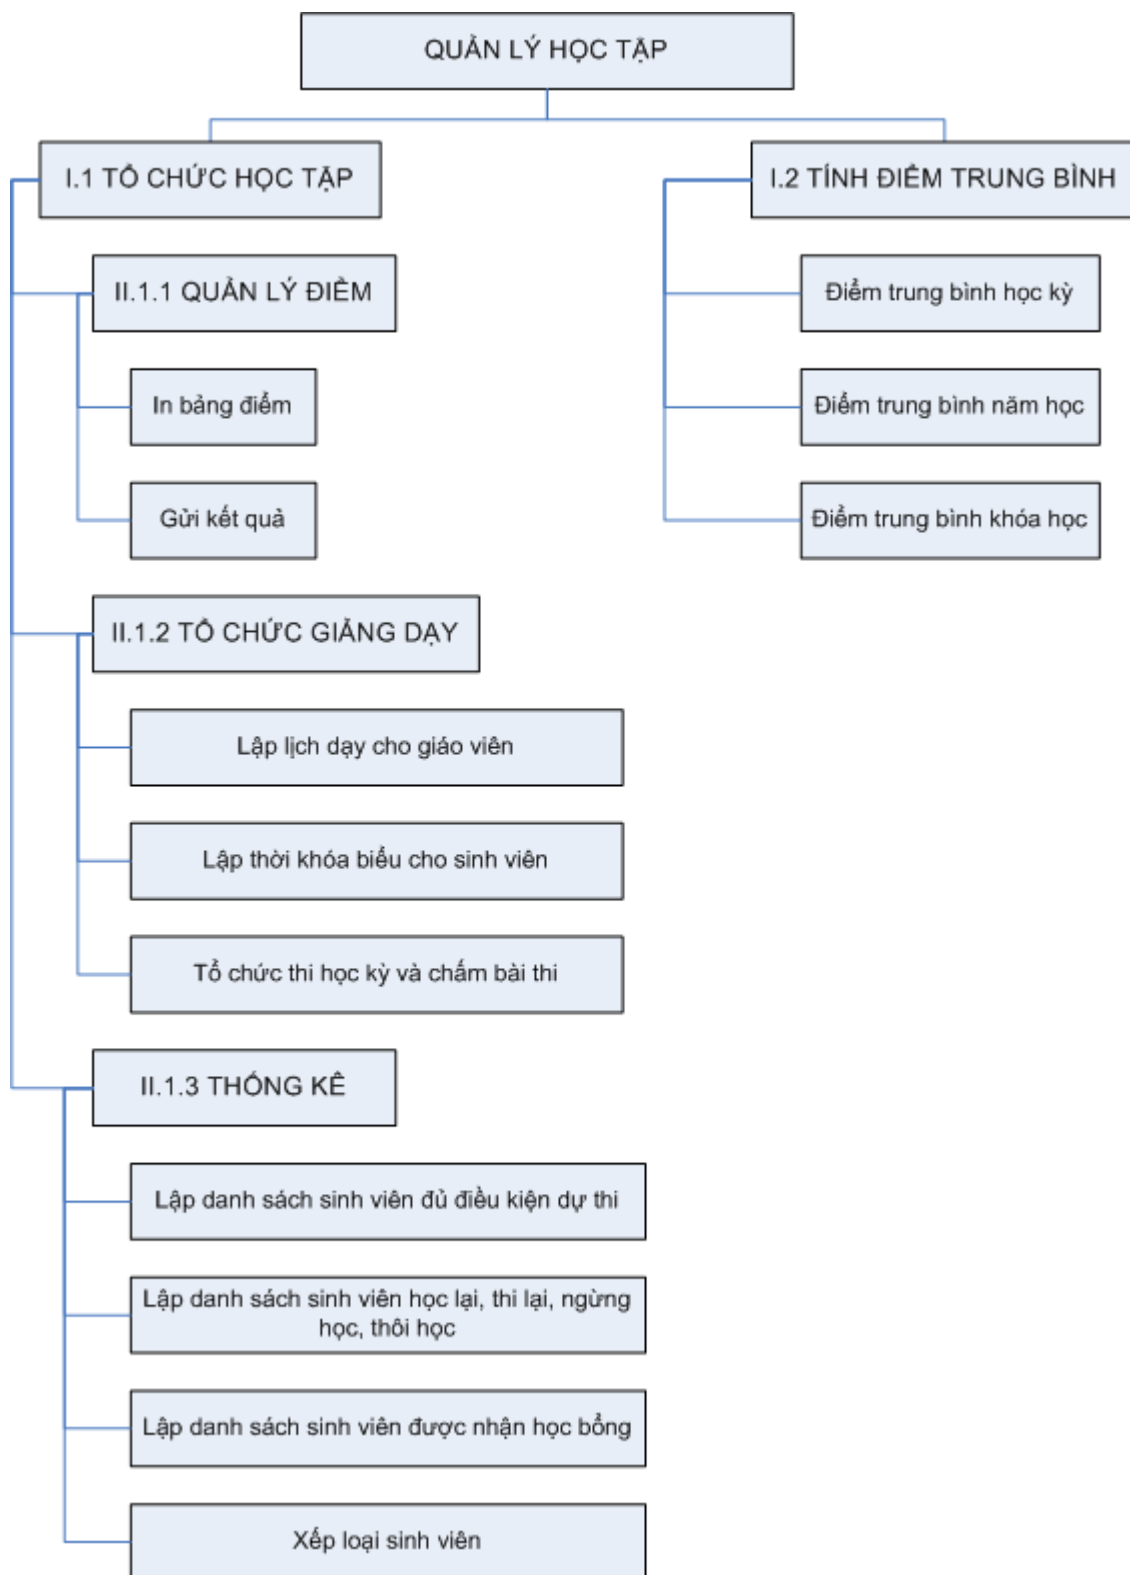 QUẢN LÝ HỌC TẬP
I.1 TỔ CHỨC HỌC TẬP
I.2 TÍNH ĐIỂM TRUNG BÌNH
II.1.1 QUẢN LÝ ĐIỂM
Điểm trung bình học kỳ
In bảng điểm
Điểm trung bình năm học
Gửi kết quả
Điểm trung bình khóa học
II.1.2 TỔ CHỨC GIẢNG DẠY
Lập lịch dạy cho giáo viên
Lập thời khóa biểu cho sinh viên
Tổ chức thi học kỳ và chấm bài thi
II.1.3 THỐNG KÊ
Lập danh sách sinh viên đủ điều kiện dự thi
Lập danh sách sinh viên học lại, thi lại, ngừng
học, thôi học
Lập danh sách sinh viên được nhận học bổng
Xếp loại sinh viên